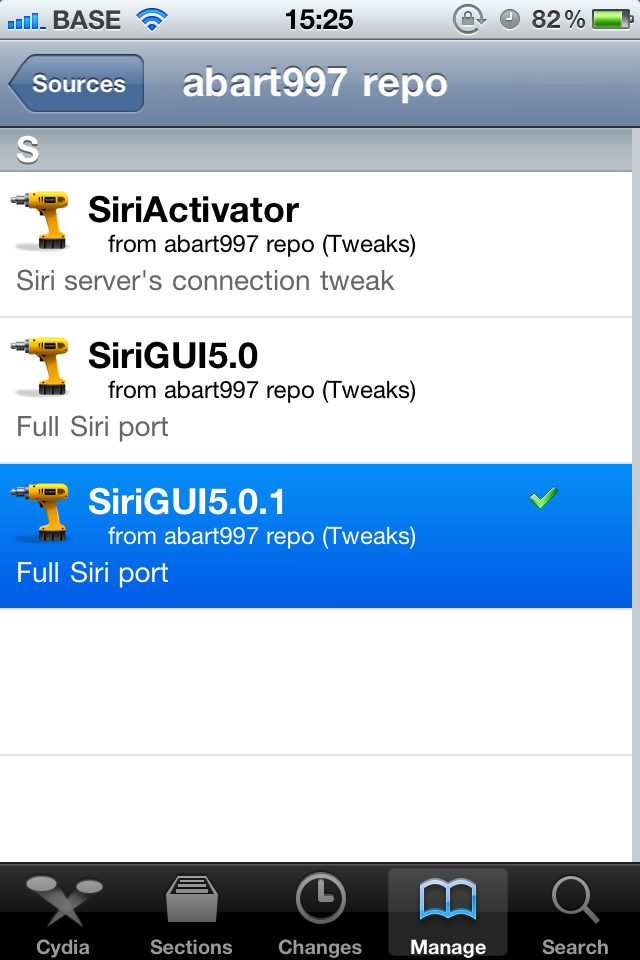 BASE 15:25 82%
Sources abart997 repo
S
SiriActivator
from abart997 repo (Tweaks)
Siri server's connection tweak
SiriGUI5.0
from abart997 repo (Tweaks)
Full Siri port
SiriGUI5.0.1
from abart997 repo (Tweaks)
Full Siri port
Cydia Sections Changes Manage Search